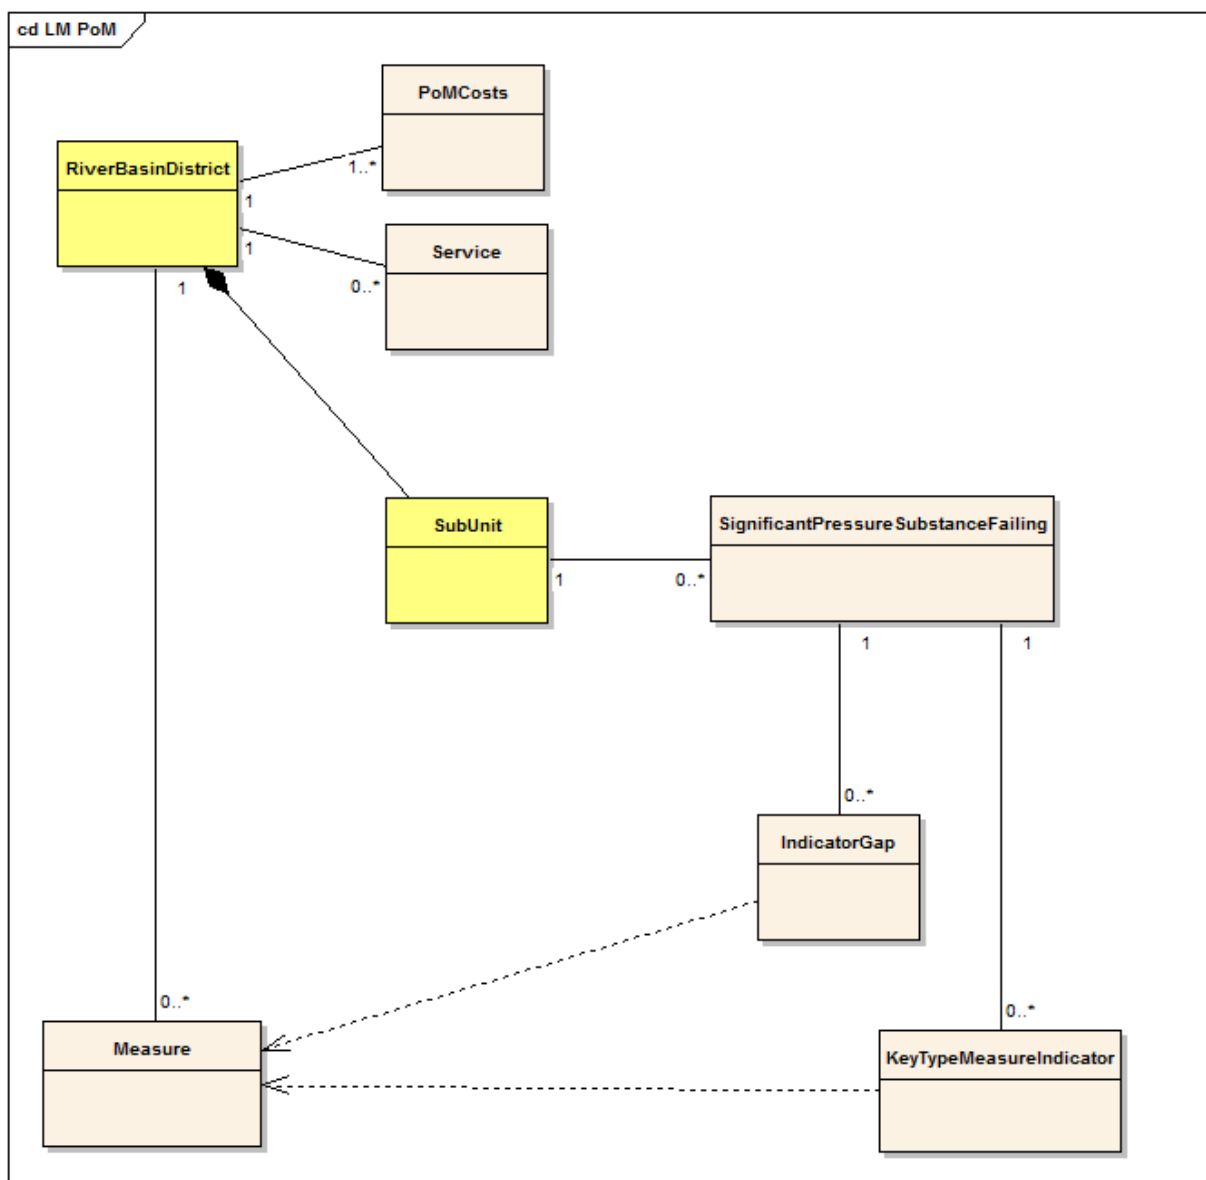 cd LM PoM
PoMCosts
RiverBasinDistrict
1..*
1
1
Service
0..*
1
SubUnit
SignificantPressureSubstanceFailing
1
0..*
1
1
0..*
IndicatorGap
0..*
0..*
Measure
KeyTypeMeasureIndicator